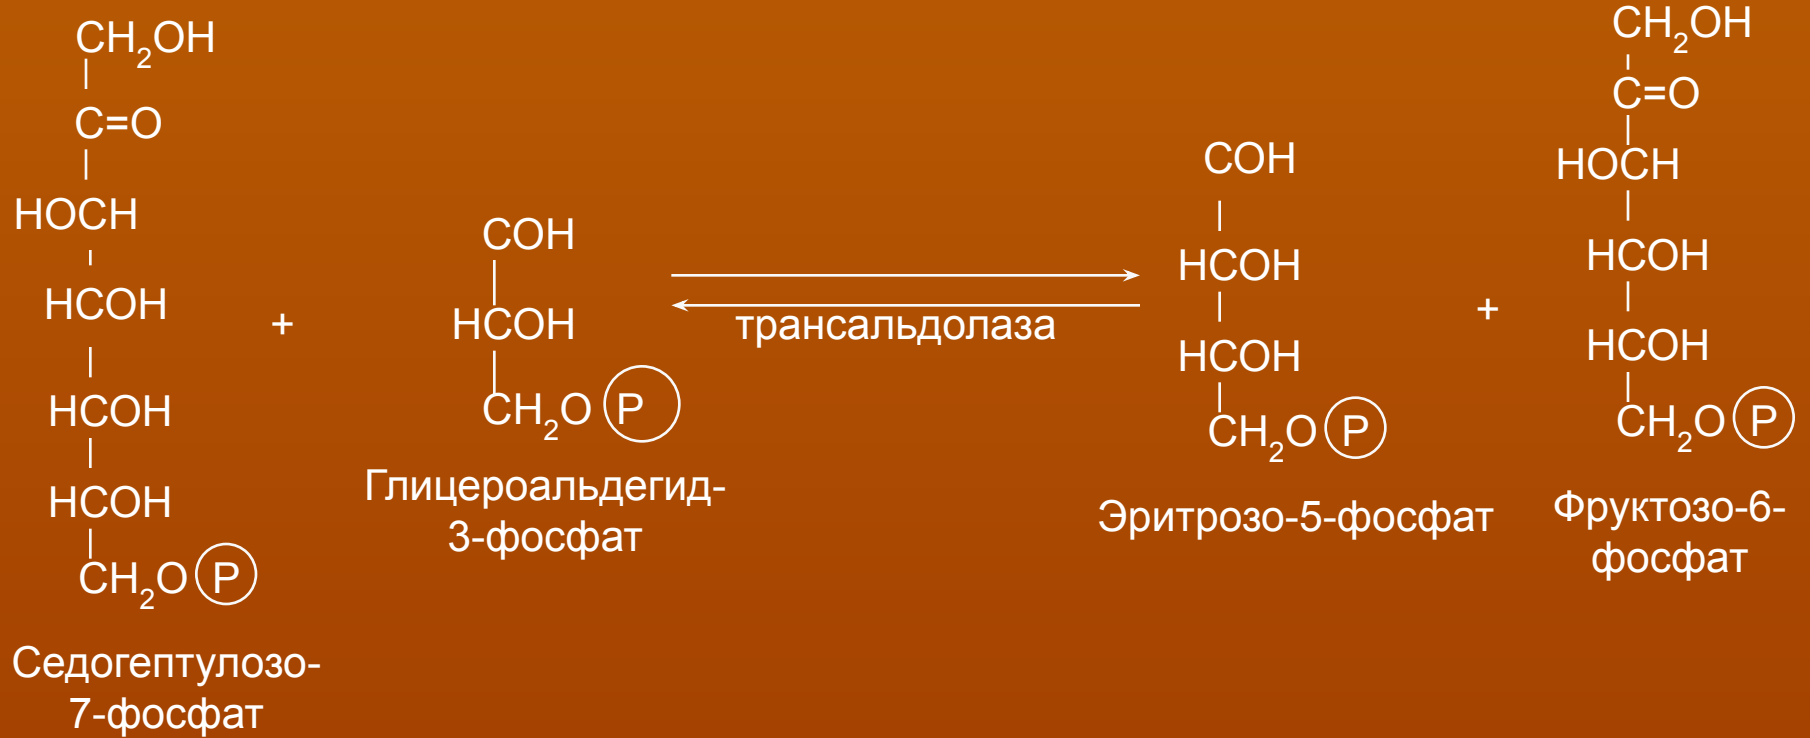 CH₂OH
C=O
HOCH
HCOH
HCOH
HCOH
CH₂O P
Седогептулозо-
7-фосфат
+
COH
HCOH
CH₂O P
Глицероальдегид-
3-фосфат
трансальдолаза
COH
HCOH
HCOH
CH₂O P
Эритрозо-5-фосфат
+
CH₂OH
C=O
HOCH
HCOH
HCOH
CH₂O P
Фруктозо-6-
фосфат